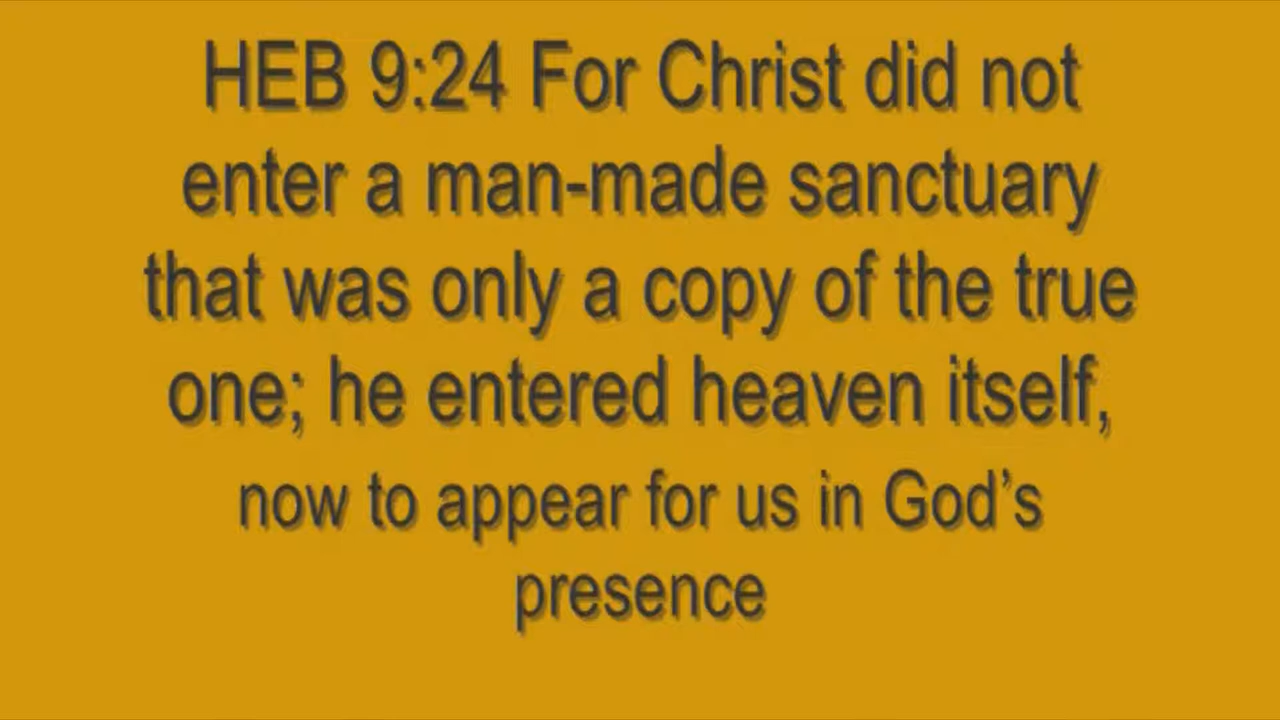 HEB 9:24 For Christ did not
enter a man-made sanctuary
that was only a copy of the true
one; he entered heaven itself,
now to appear for us in God’s
presence